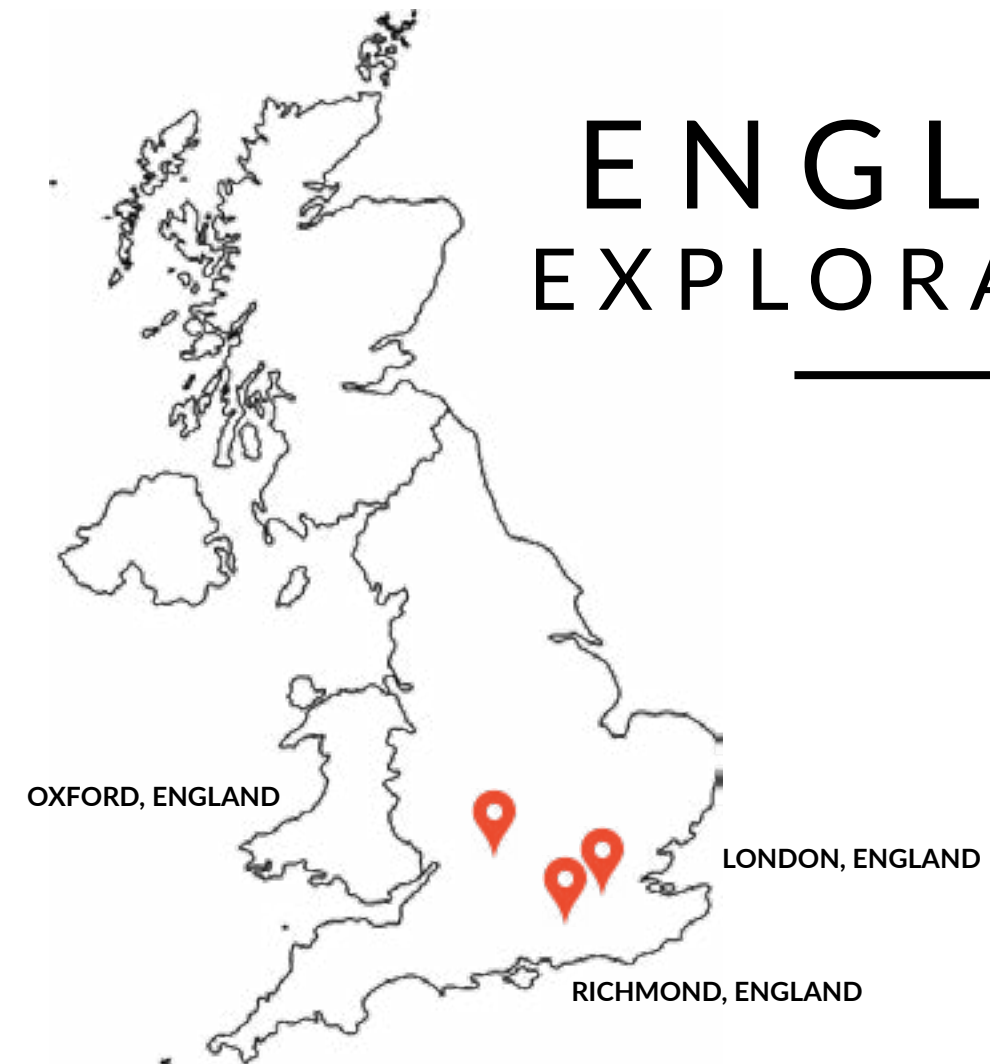 ENGL
EXPLORA
OXFORD, ENGLAND
LONDON, ENGLAND
RICHMOND, ENGLAND